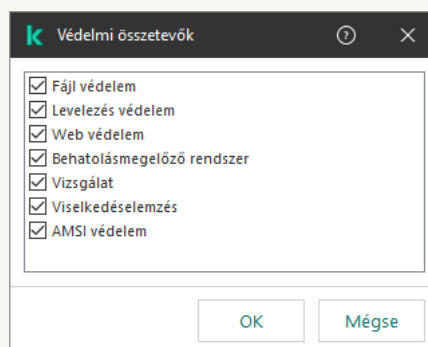 Védelmi összetevők
Fájl védelem
Levelezés védelem
Web védelem
Behatolásmegelőző rendszer
Vizsgálat
Viselkedéselemzés
AMSI védelem
OK Mégse